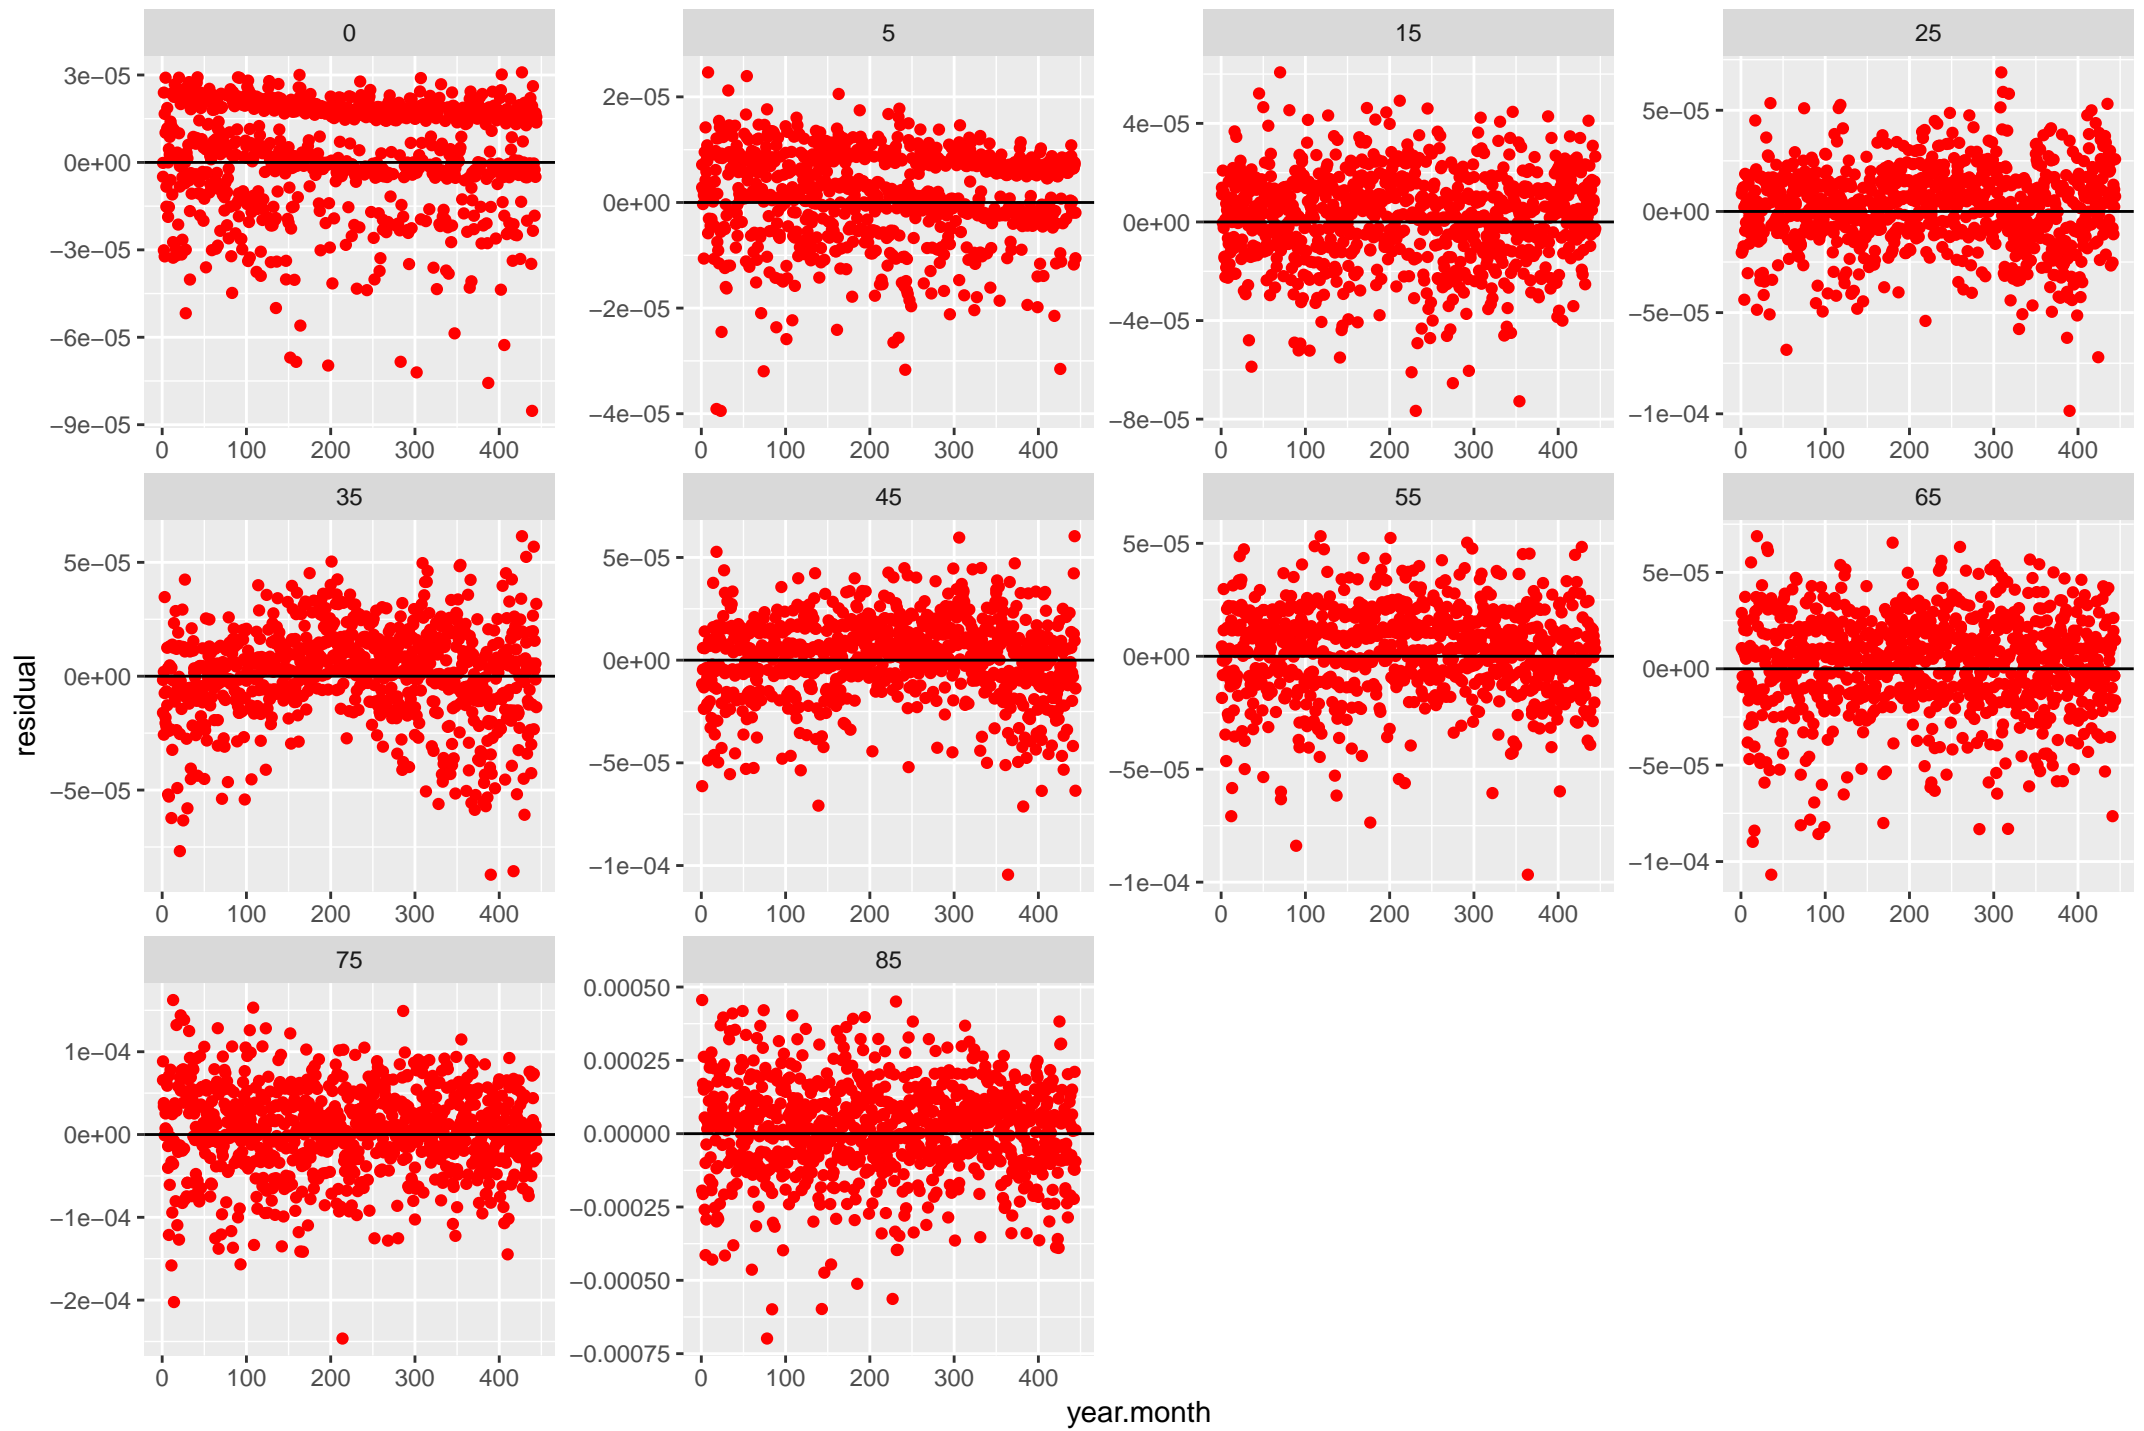 0 5 15 25
3e−05
0e+00
−3e−05
−6e−05
−9e−05
2e−05
0e+00
−2e−05
−4e−05
4e−05
0e+00
−4e−05
−8e−05
5e−05
0e+00
−5e−05
−1e−04
0 100 200 300 400 0 100 200 300 400 0 100 200 300 400 0 100 200 300 400
35 45 55 65
5e−05
0e+00
−5e−05
5e−05
0e+00
−5e−05
−1e−04
5e−05
0e+00
−5e−05
−1e−04
5e−05
0e+00
−5e−05
−1e−04
0 100 200 300 400 0 100 200 300 400 0 100 200 300 400 0 100 200 300 400
residual
75 85
1e−04
0e+00
−1e−04
−2e−04
0.00050
0.00025
0.00000
−0.00025
−0.00050
−0.00075
0 100 200 300 400 0 100 200 300 400
year.month